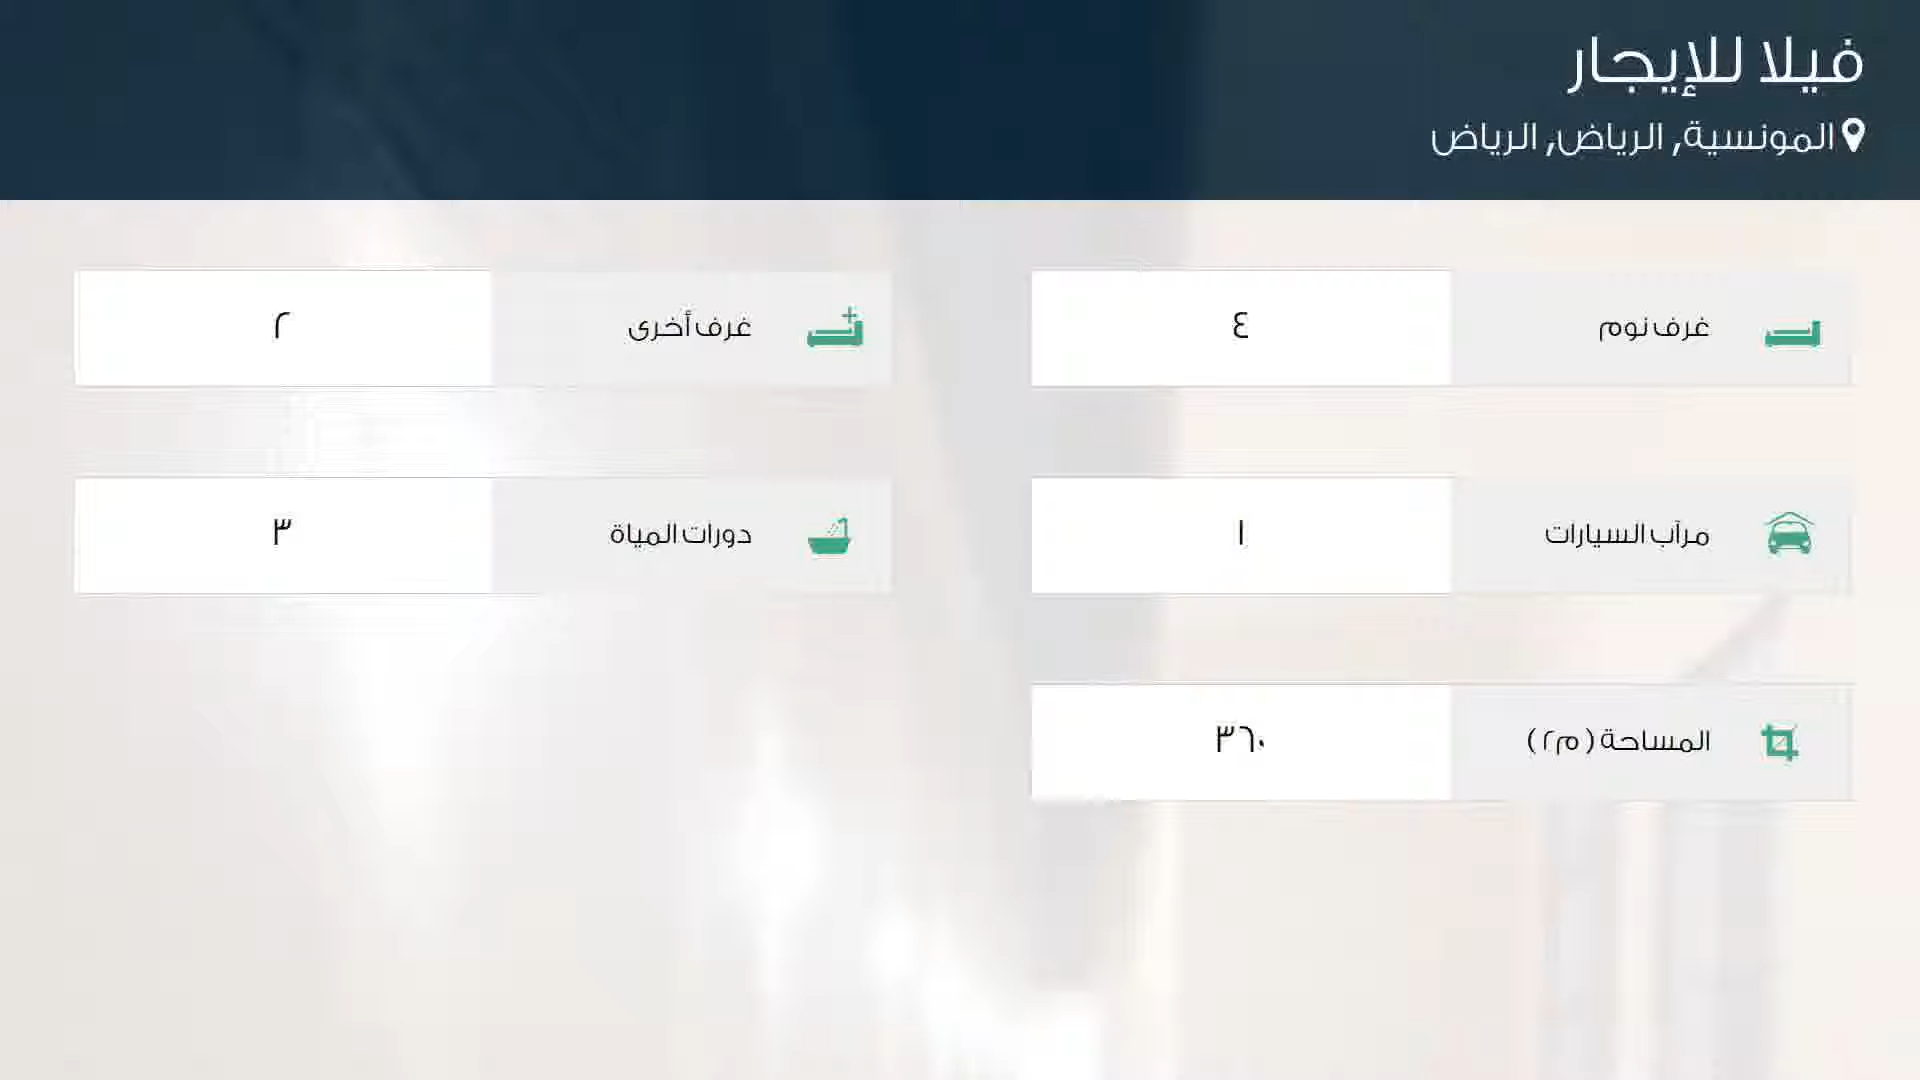 فيلا للإيجار
المونسية, الرياض, الرياض
غرف نوم ٤
غرف أخرى ٢
مرآب السيارات ١
دورات المياة ٣
المساحة ( م٢ ) ٣٦٠